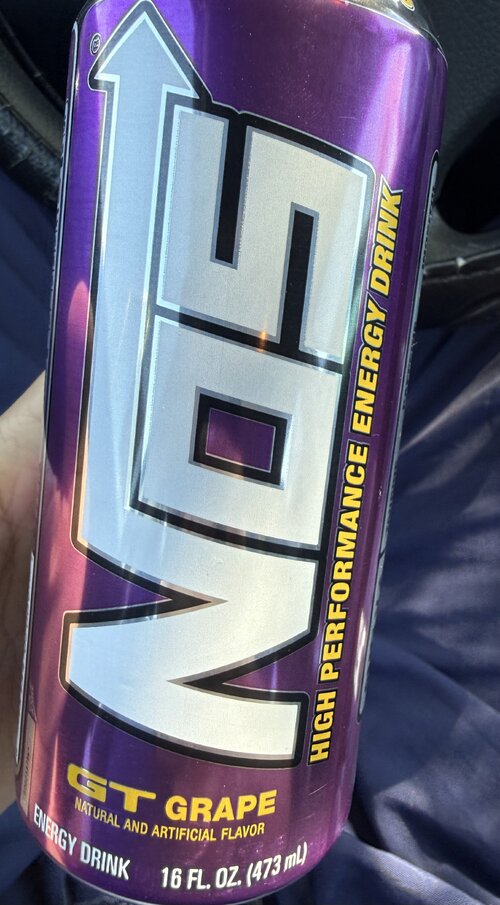 NOS
®
HIGH PERFORMANCE ENERGY DRINK
GT GRAPE
NATURAL AND ARTIFICIAL FLAVOR
ENERGY DRINK
16 FL. OZ. (473 mL)